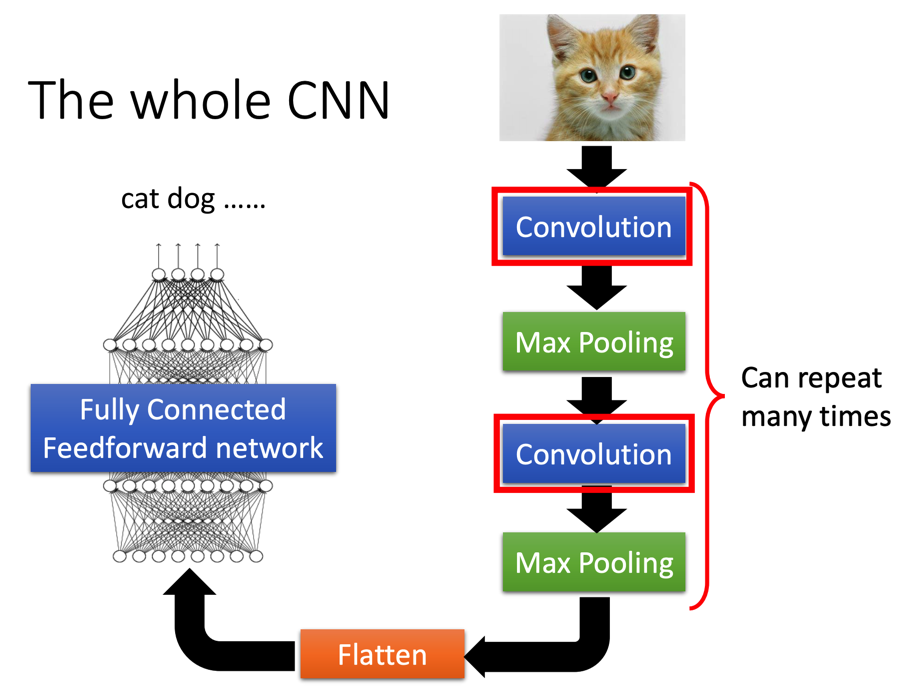 The whole CNN
cat dog ……
Convolution
Max Pooling
Convolution
Max Pooling
Can repeat
many times
Flatten
Fully Connected
Feedforward network